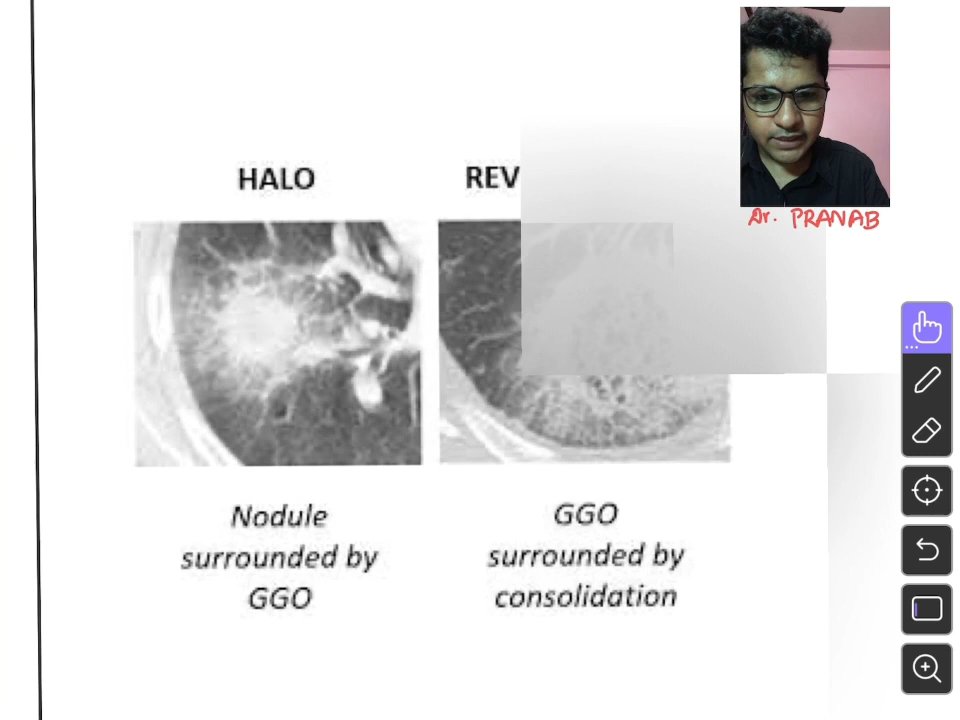 HALO
REV
Dr. PRANAB
Nodule
surrounded by
GGO
GGO
surrounded by
consolidation